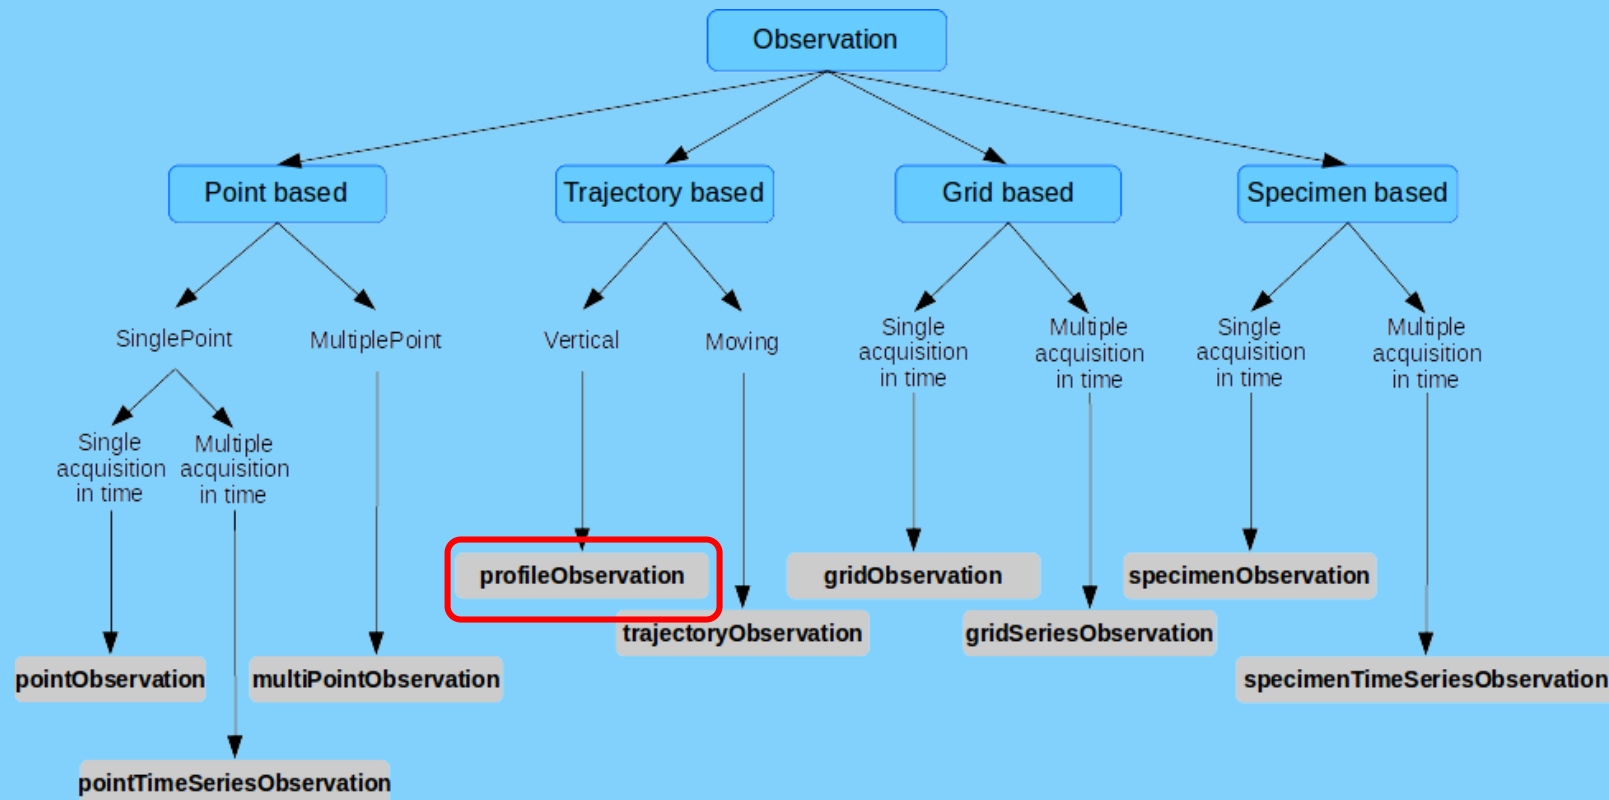 Observation
Point based
Trajectory based
Grid based
Specimen based
SinglePoint
MultiplePoint
Vertical
Moving
Single
acquisition
in time
Multiple
acquisition
in time
Single
acquisition
in time
Multiple
acquisition
in time
Single
acquisition
in time
Multiple
acquisition
in time
profileObservation
gridObservation
specimenObservation
trajectoryObservation
gridSeriesObservation
pointObservation
multiPointObservation
specimenTimeSeriesObservation
pointTimeSeriesObservation